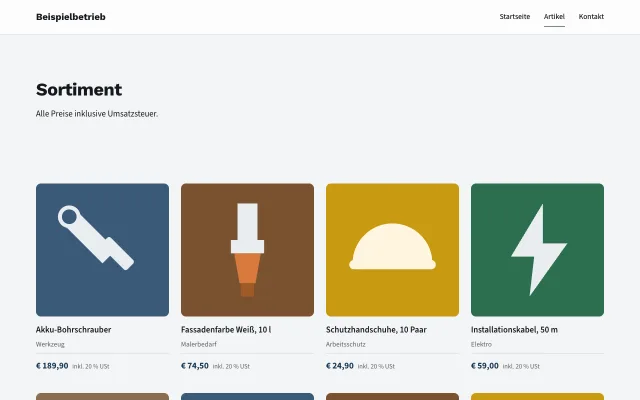 Beispielbetrieb
Startseite Artikel Kontakt
Sortiment
Alle Preise inklusive Umsatzsteuer.
Akku-Bohrschrauber
Werkzeug
€ 189,90 inkl. 20 % USt
Fassadenfarbe Weiß, 10 l
Malerbedarf
€ 74,50 inkl. 20 % USt
Schutzhandschuhe, 10 Paar
Arbeitsschutz
€ 24,90 inkl. 20 % USt
Installationskabel, 50 m
Elektro
€ 59,00 inkl. 20 % USt